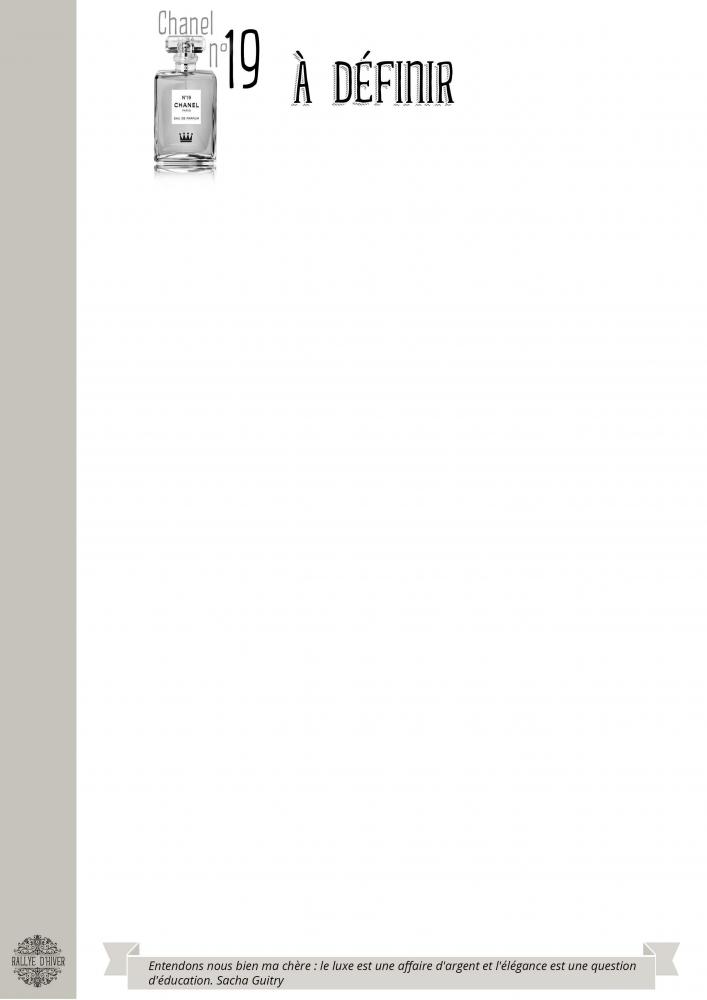 Chanel
n°19
À DÉFINIR
N°19
CHANEL
PARIS
EAU DE PARFUM
RALLYE D'HIVER
Entendons nous bien ma chère : le luxe est une affaire d'argent et l'élégance est une question
d'éducation. Sacha Guitry